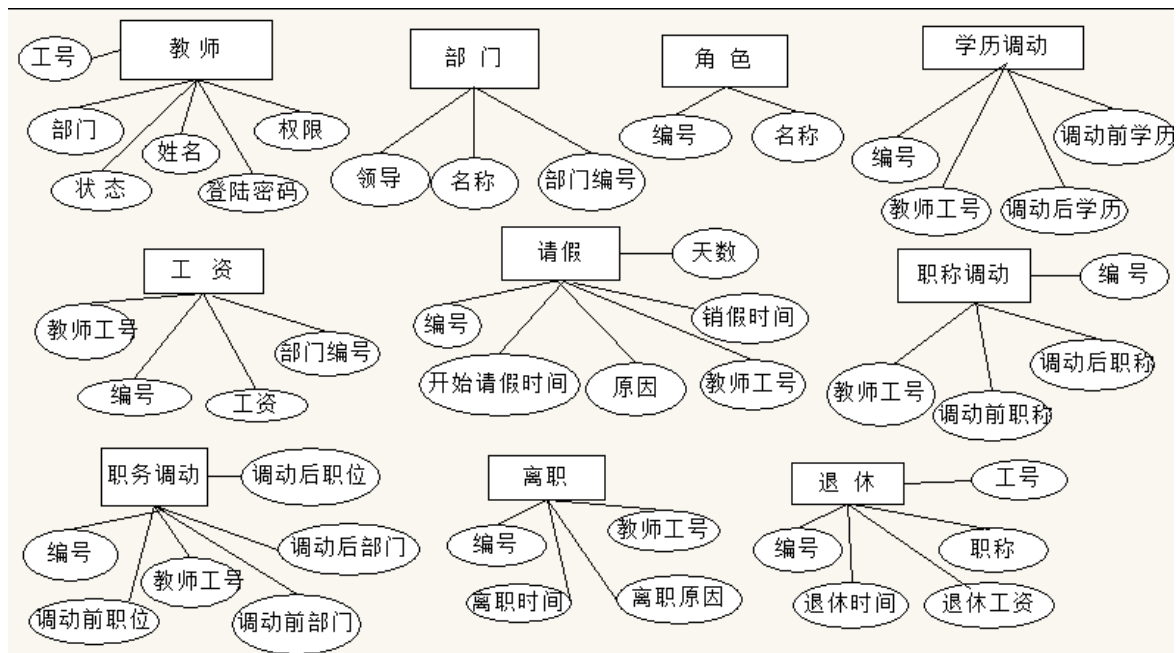 教 师
工号
部门
状 态
姓名
登陆密码
权限
部 门
领导
名称
部门编号
角 色
编号
名称
学历调动
编号
教师工号
调动后学历
调动前学历
工 资
教师工号
编号
工资
部门编号
请假
天数
编号
开始请假时间
原因
教师工号
销假时间
职称调动
编 号
教师工号
调动前职称
调动后职称
职务调动
调动后职位
编号
调动前职位
教师工号
调动前部门
调动后部门
离职
编号
离职时间
离职原因
教师工号
退 休
工号
编号
退休时间
退休工资
职称